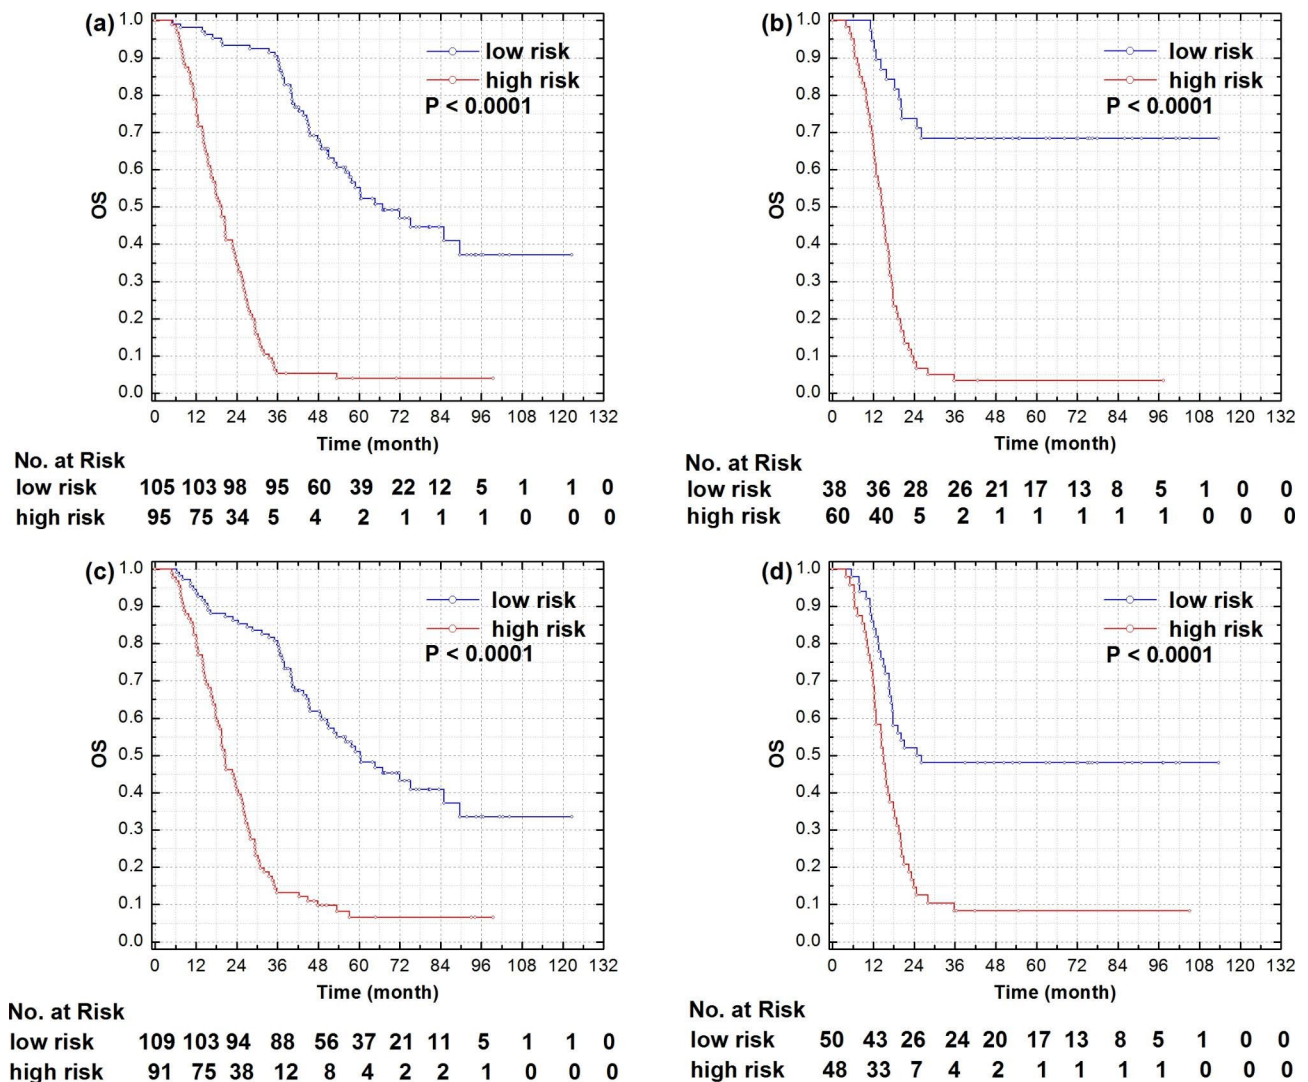 (a)
low risk
high risk
P < 0.0001
1.0
0.9
0.8
0.7
0.6
0.5
0.4
0.3
0.2
0.1
0.0
OS
0 12 24 36 48 60 72 84 96 108 120 132
Time (month)
No. at Risk
low risk 105 103 98 95 60 39 22 12 5 1 1 0
high risk 95 75 34 5 4 2 1 1 1 0 0 0
(b)
low risk
high risk
P < 0.0001
1.0
0.9
0.8
0.7
0.6
0.5
0.4
0.3
0.2
0.1
0.0
OS
0 12 24 36 48 60 72 84 96 108 120 132
Time (month)
No. at Risk
low risk 38 36 28 26 21 17 13 8 5 1 0 0
high risk 60 40 5 2 1 1 1 1 1 0 0 0
(c)
low risk
high risk
P < 0.0001
1.0
0.9
0.8
0.7
0.6
0.5
0.4
0.3
0.2
0.1
0.0
OS
0 12 24 36 48 60 72 84 96 108 120 132
Time (month)
No. at Risk
low risk 109 103 94 88 56 37 21 11 5 1 1 0
high risk 91 75 38 12 8 4 2 2 1 0 0 0
(d)
low risk
high risk
P < 0.0001
1.0
0.9
0.8
0.7
0.6
0.5
0.4
0.3
0.2
0.1
0.0
OS
0 12 24 36 48 60 72 84 96 108 120 132
Time (month)
No. at Risk
low risk 50 43 26 24 20 17 13 8 5 1 0 0
high risk 48 33 7 4 2 1 1 1 1 0 0 0